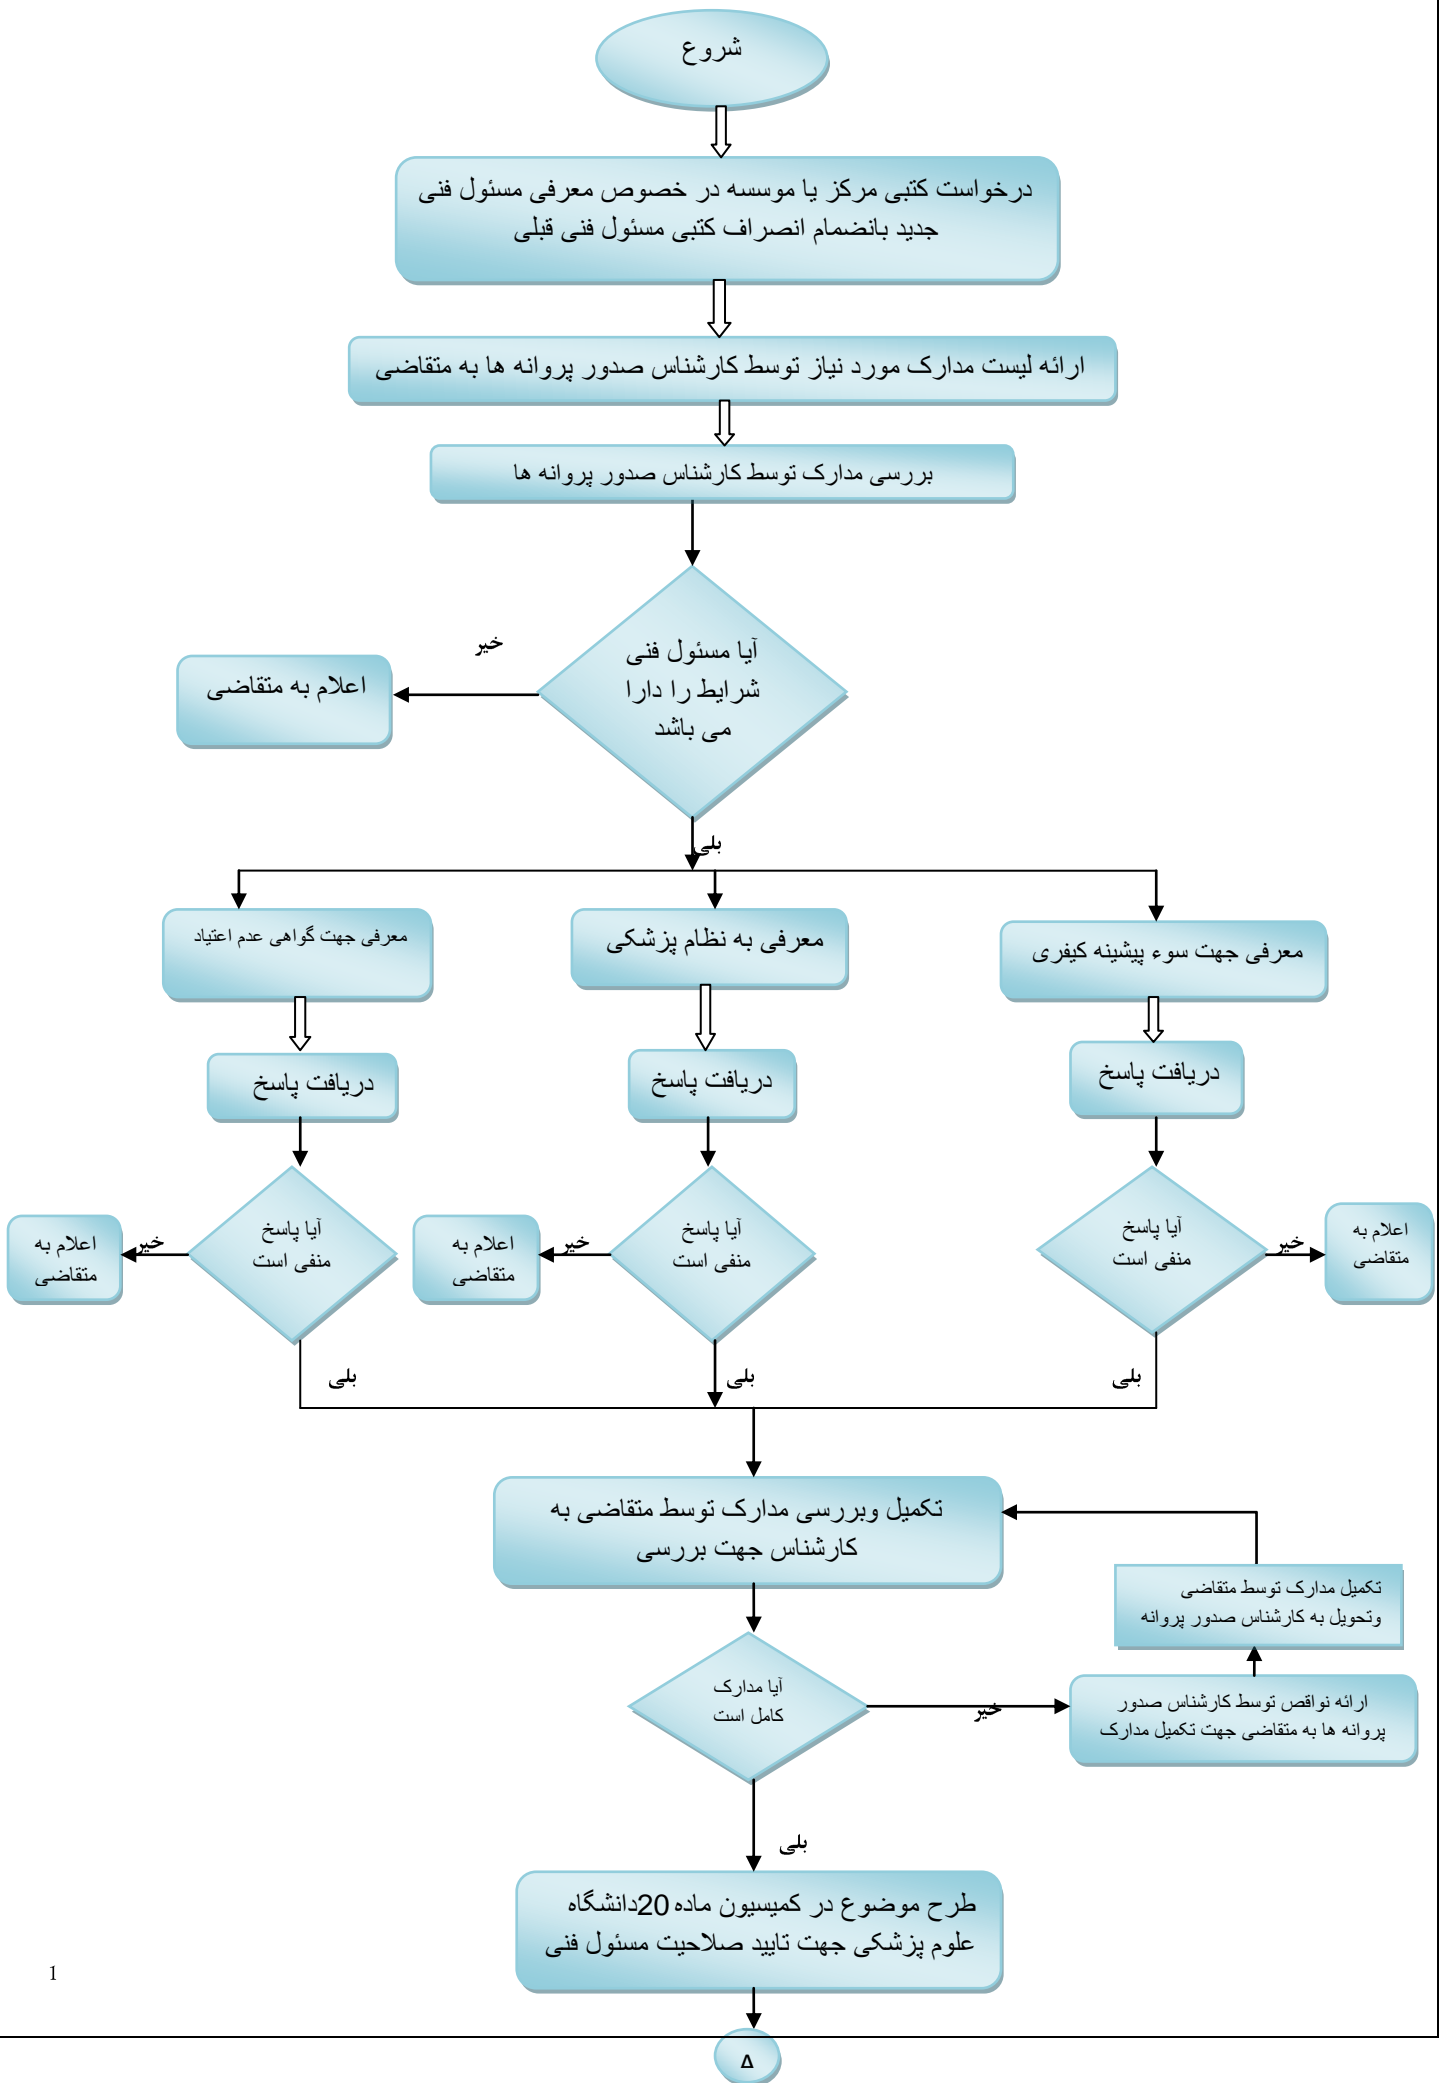 شروع
درخواست کتبی مرکز یا موسسه در خصوص معرفی مسئول فنی
جدید بانضمام انصراف کتبی مسئول فنی قبلی
ارائه لیست مدارک مورد نیاز توسط کارشناس صدور پروانه ها به متقاضی
بررسی مدارک توسط کارشناس صدور پروانه ها
آیا مسئول فنی
شرایط را دارا
می باشد
خیر
اعلام به متقاضی
بلی
معرفی جهت سوء پیشینه کیفری
معرفی به نظام پزشکی
معرفی جهت گواهی عدم اعتیاد
دریافت پاسخ
دریافت پاسخ
دریافت پاسخ
اعلام به
متقاضی
خیر
آیا پاسخ
منفی است
خیر
اعلام به
متقاضی
آیا پاسخ
منفی است
خیر
اعلام به
متقاضی
آیا پاسخ
منفی است
بلی
بلی
بلی
تکمیل وبررسی مدارک توسط متقاضی به
کارشناس جهت بررسی
تکمیل مدارک توسط متقاضی
وتحویل به کارشناس صدور پروانه
آیا مدارک
کامل است
خیر
ارائه نواقص توسط کارشناس صدور
پروانه ها به متقاضی جهت تکمیل مدارک
بلی
طرح موضوع در کمیسیون ماده 20دانشگاه
علوم پزشکی جهت تایید صلاحیت مسئول فنی
1
Δ